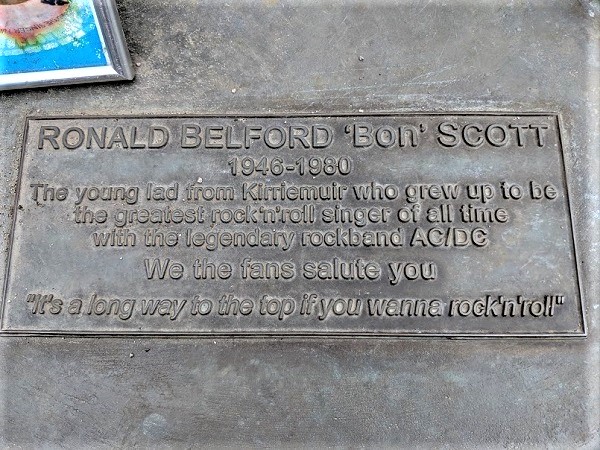 RONALD BELFORD 'Bon' SCOTT
1946-1980
The young lad from Kirriemuir who grew up to be
the greatest rock'n'roll singer of all time
with the legendary rockband AC/DC
We the fans salute you
"It's a long way to the top if you wanna rock'n'roll"